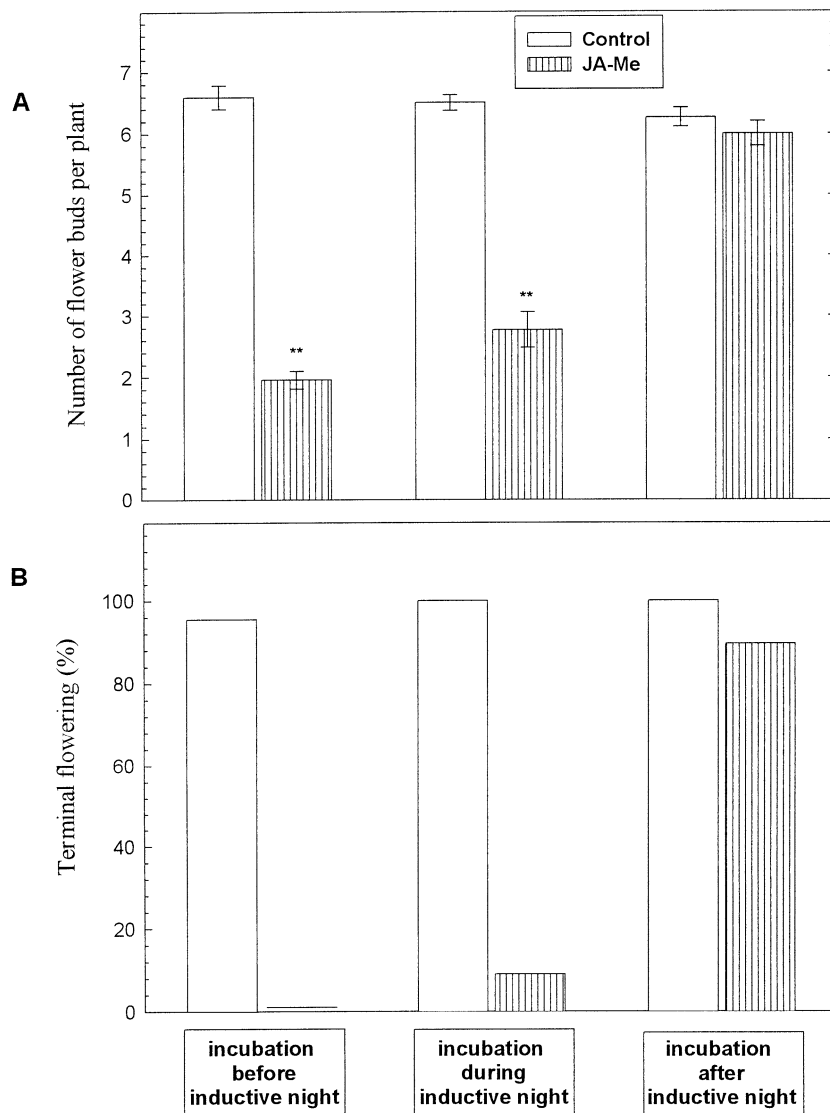 Control
JA-Me
A
Number of flower buds per plant
7
6
5
4
3
2
1
0
**
**
B
Terminal flowering (%)
100
80
60
40
20
0
incubation
before
inductive night
incubation
during
inductive night
incubation
after
inductive night